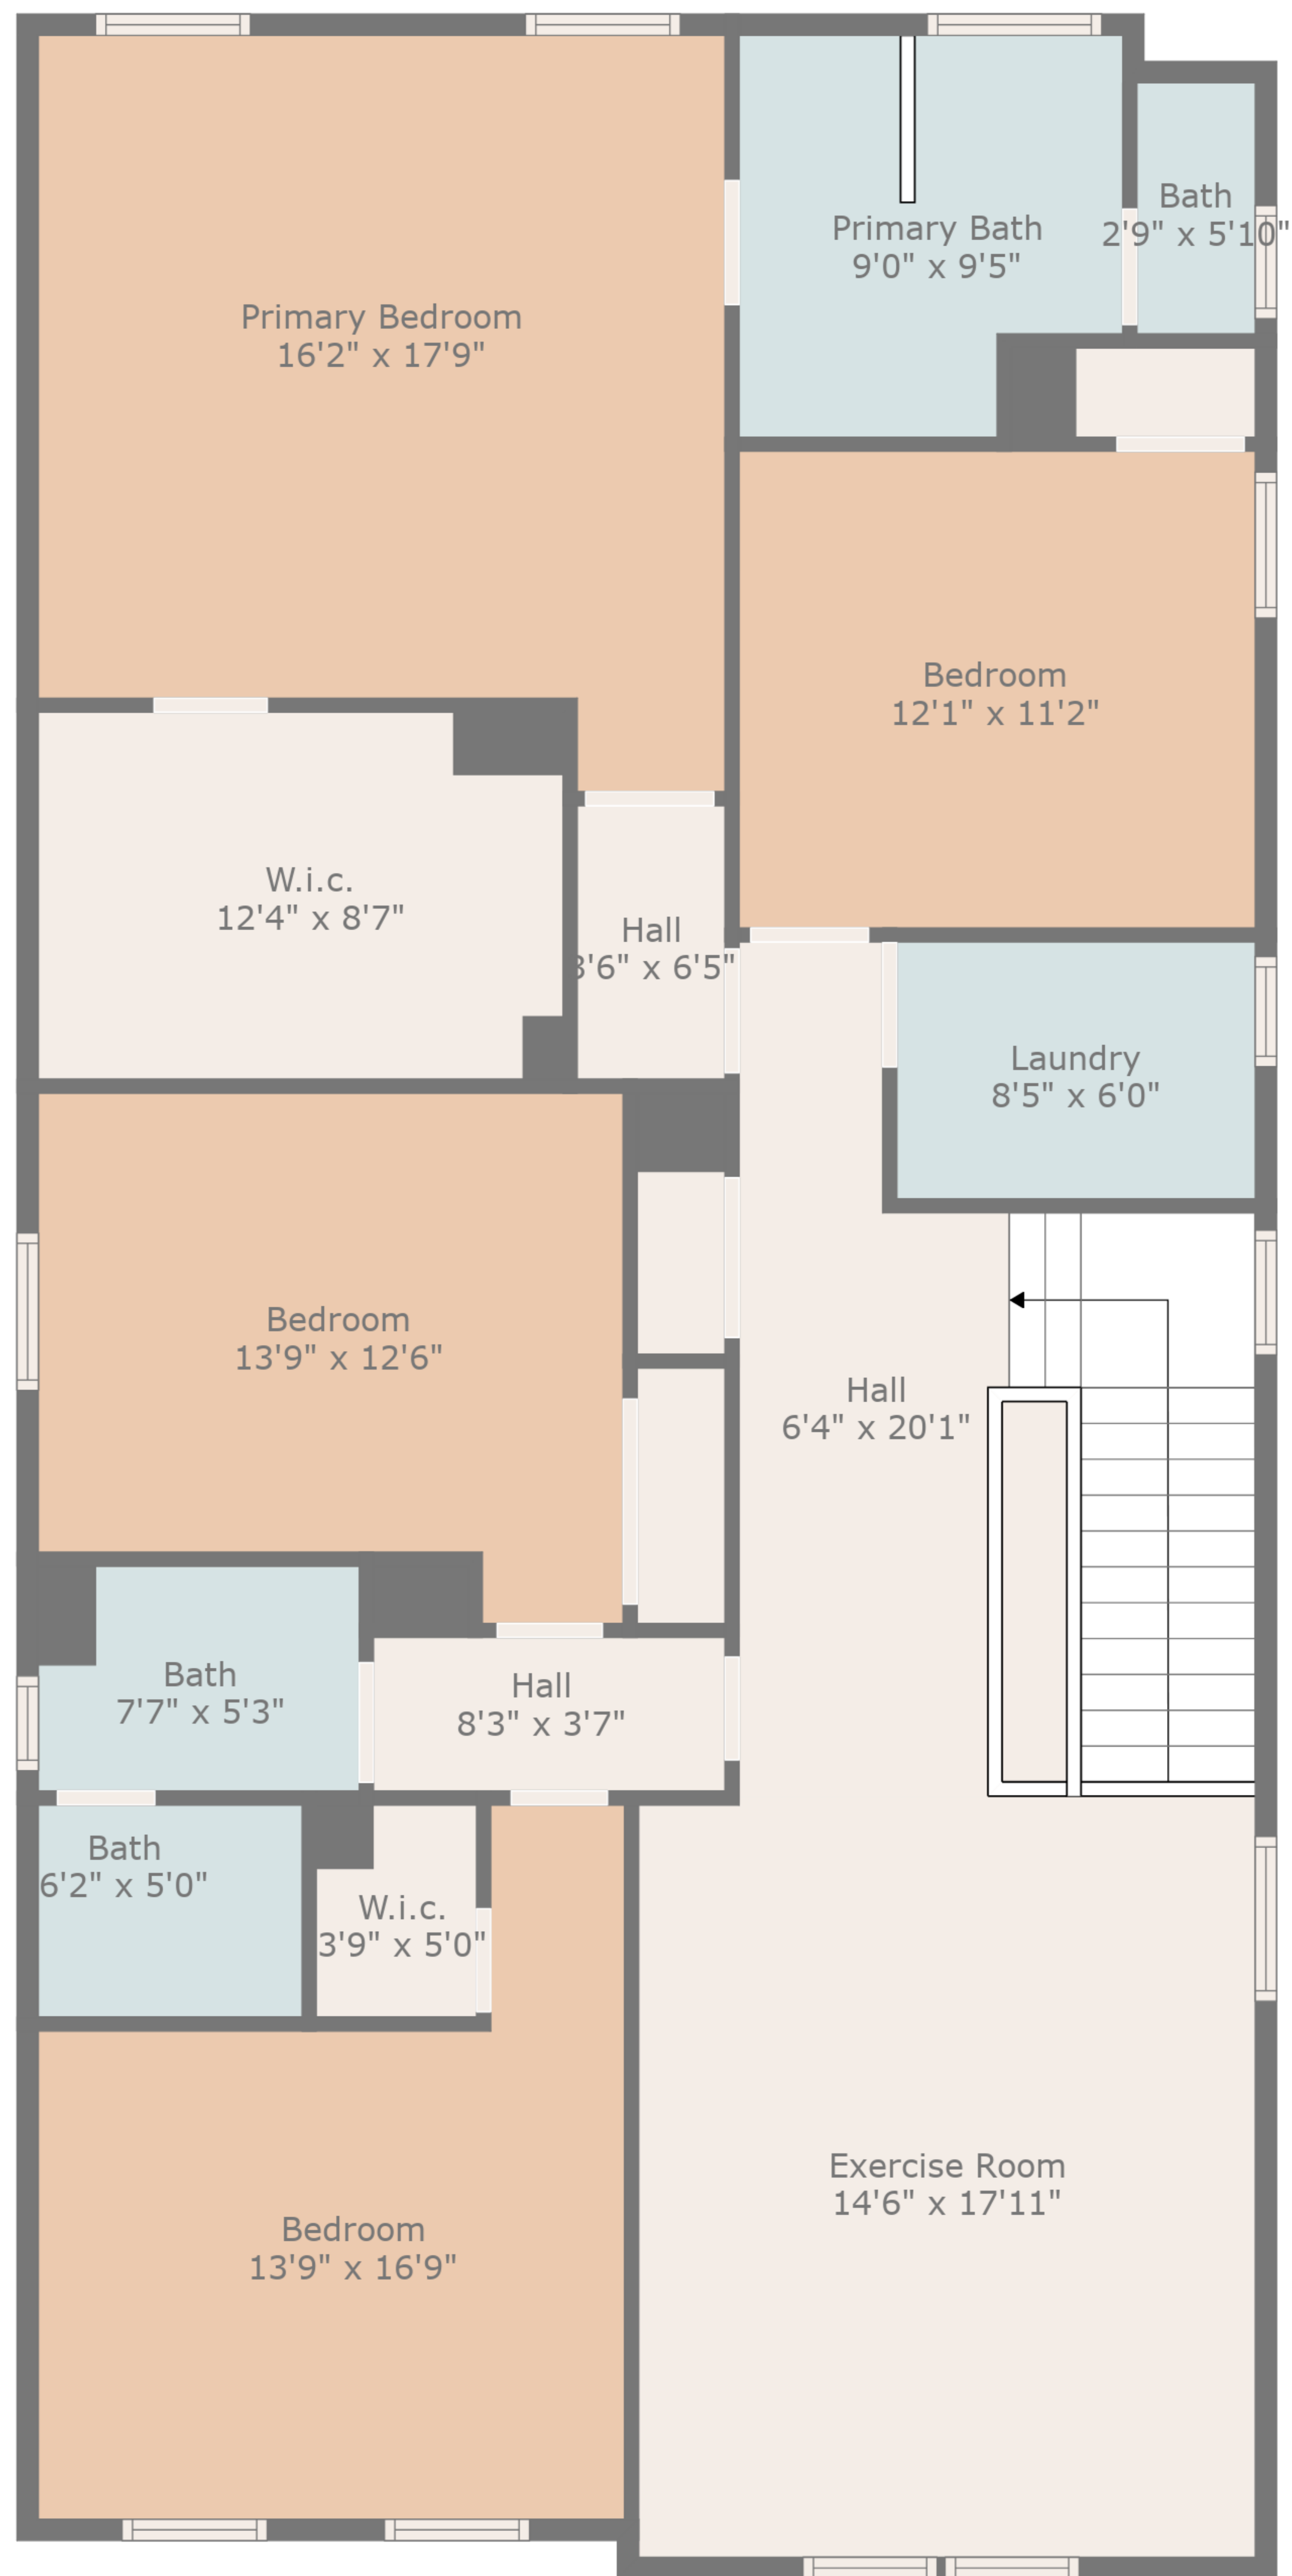 Bath
2'9" x 5'10"
Primary Bath
9'0" x 9'5"
Primary Bedroom
16'2" x 17'9"
Bedroom
12'1" x 11'2"
W.i.c.
12'4" x 8'7"
Hall
3'6" x 6'5"
Laundry
8'5" x 6'0"
Bedroom
13'9" x 12'6"
Hall
6'4" x 20'1"
Bath
7'7" x 5'3"
Hall
8'3" x 3'7"
Bath
6'2" x 5'0"
W.i.c.
3'9" x 5'0"
Exercise Room
14'6" x 17'11"
Bedroom
13'9" x 16'9"